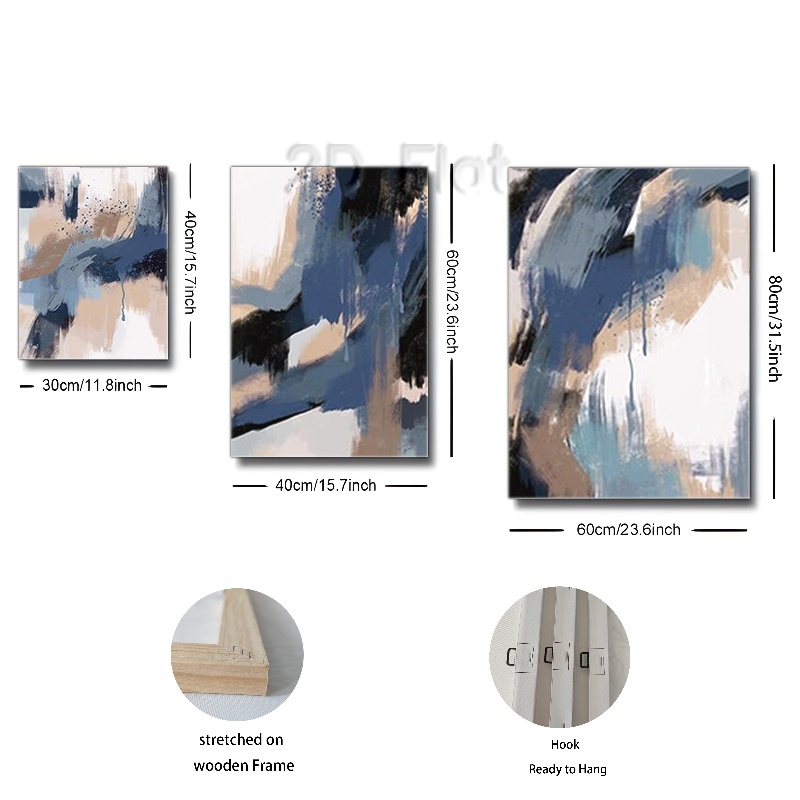 2D Flat
40cm/15.7inch
30cm/11.8inch
60cm/23.6inch
40cm/15.7inch
80cm/31.5inch
60cm/23.6inch
stretched on
wooden Frame
Hook
Ready to Hang